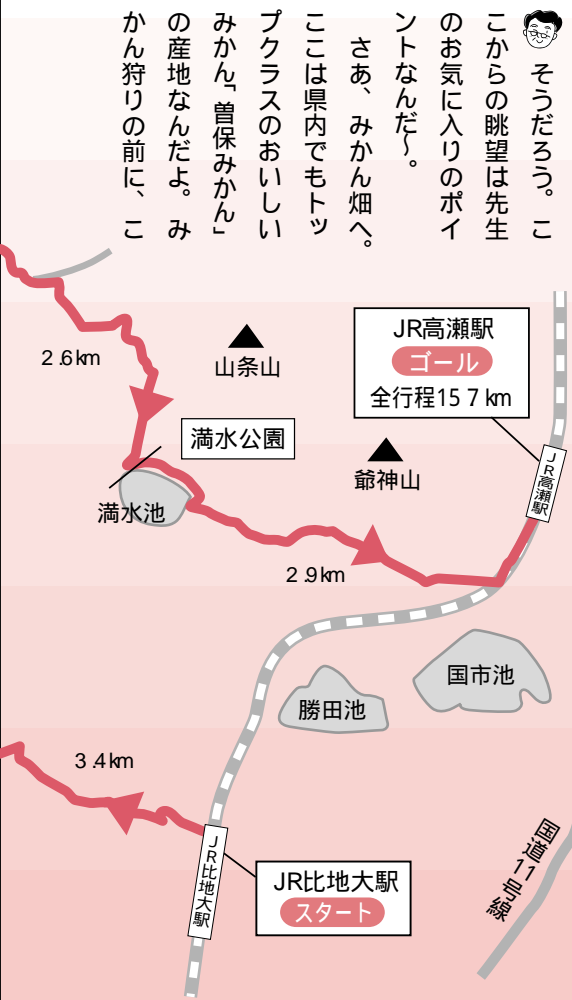 そうだろう。こ
こからの眺望は先生
のお気に入りのポイ
ントなんだ〜。
さあ、みかん畑へ。
ここは県内でもトッ
プクラスのおいしい
みかん「曽保みかん」
の産地なんだよ。み
かん狩りの前に、こ
JR高瀬駅
ゴール
全行程15 7 km
2.6km
山条山
満水公園
爺神山
JR高瀬駅
満水池
2.9km
国市池
勝田池
3.4km
国道11号線
JR比地大駅
JR比地大駅
スタート